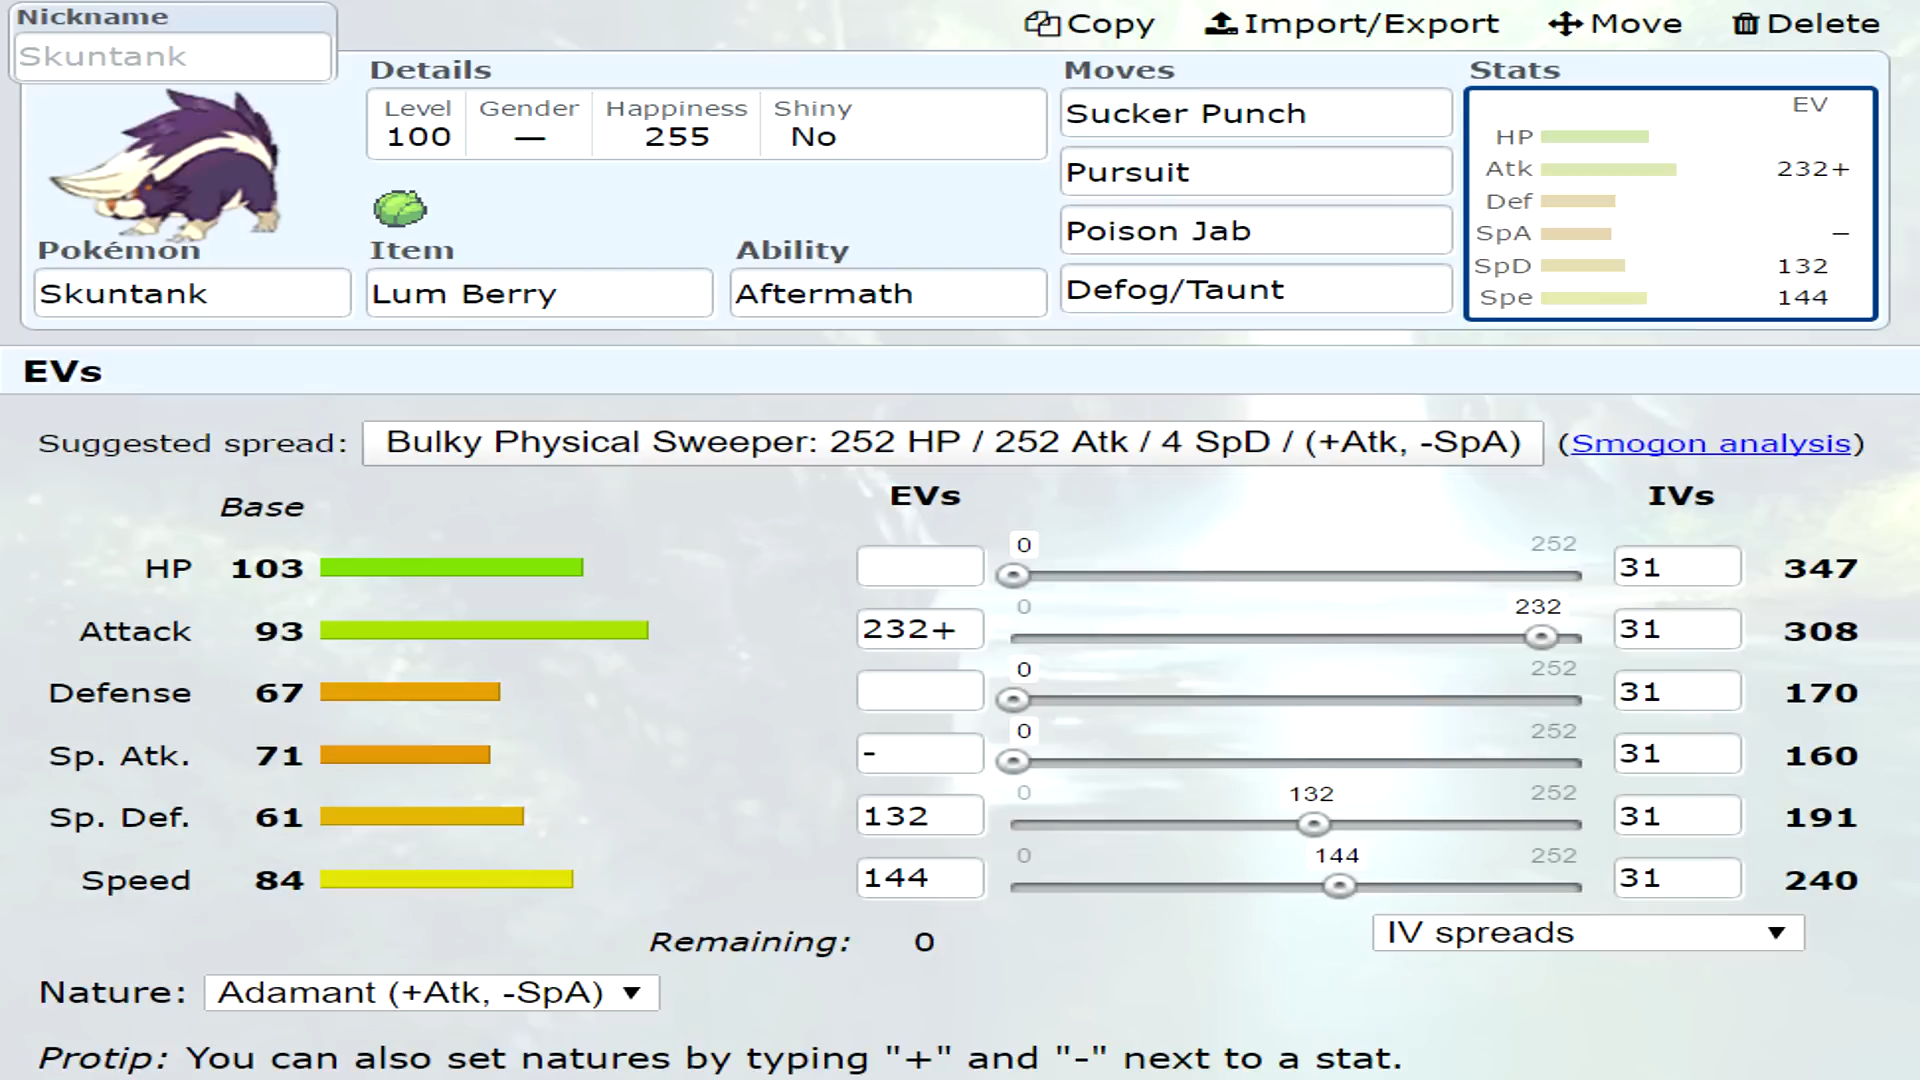 Nickname
Skuntank
Copy Import/Export Move Delete
Details
Level Gender Happiness Shiny
100 — 255 No
Pokémon Item Ability
Skuntank Lum Berry Aftermath
Moves
Sucker Punch
Pursuit
Poison Jab
Defog/Taunt
Stats
EV
HP
Atk 232+
Def
SpA −
SpD 132
Spe 144
EVs
Suggested spread: Bulky Physical Sweeper: 252 HP / 252 Atk / 4 SpD / (+Atk, -SpA) (Smogon analysis)
Base EVs IVs
HP 103 0 252 31 347
Attack 93 232+ 0 232 31 308
Defense 67 0 252 31 170
Sp. Atk. 71 - 0 252 31 160
Sp. Def. 61 132 0 132 252 31 191
Speed 84 144 0 144 252 31 240
Remaining: 0 IV spreads
Nature: Adamant (+Atk, -SpA)
Protip: You can also set natures by typing "+" and "-" next to a stat.